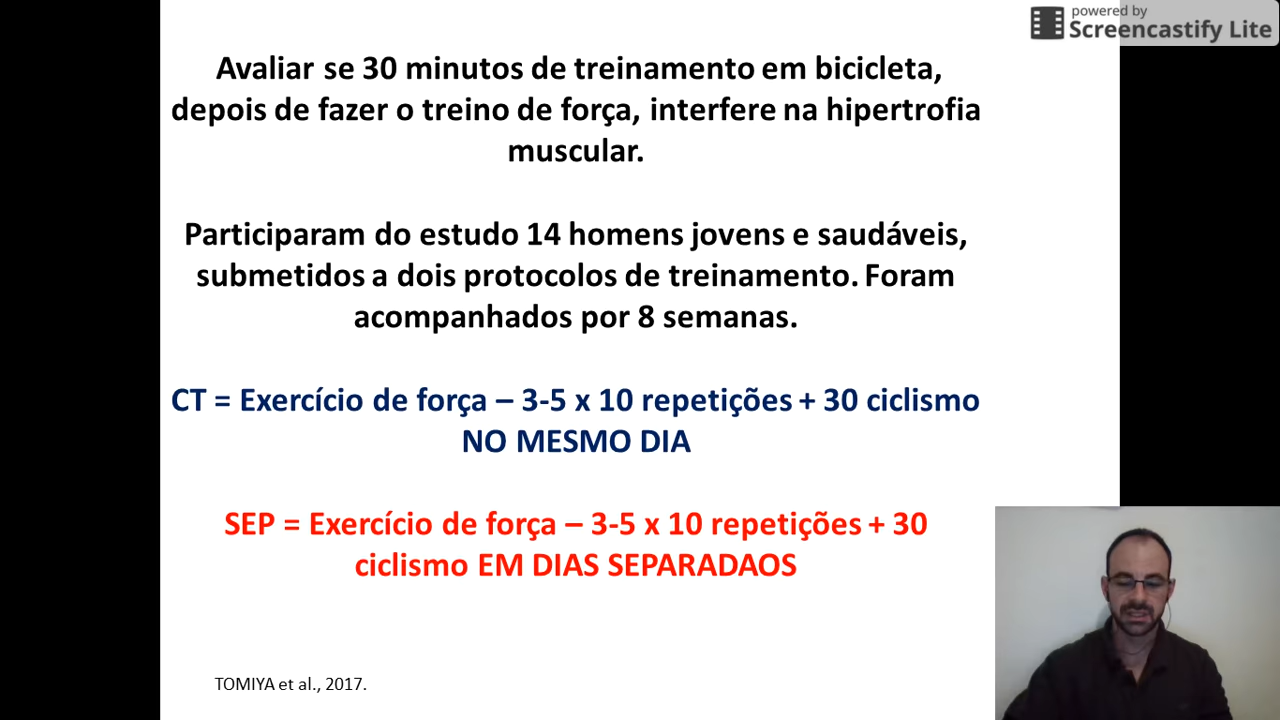 powered by
Screencastify Lite
Avaliar se 30 minutos de treinamento em bicicleta,
depois de fazer o treino de força, interfere na hipertrofia
muscular.
Participaram do estudo 14 homens jovens e saudáveis,
submetidos a dois protocolos de treinamento. Foram
acompanhados por 8 semanas.
CT = Exercício de força – 3-5 x 10 repetições + 30 ciclismo
NO MESMO DIA
SEP = Exercício de força – 3-5 x 10 repetições + 30
ciclismo EM DIAS SEPARADAOS
TOMIYA et al., 2017.